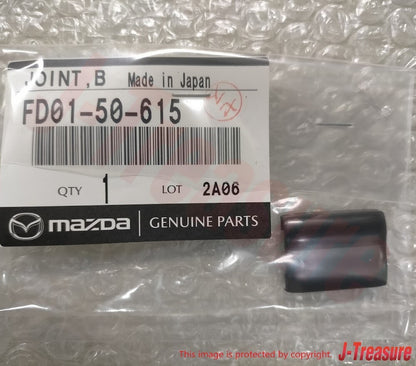 JOINT, B Made in Japan
FD01-50-615
QTY 1 LOT 2A06
mazda GENUINE PARTS
This image is protected by copyright.
J-Treasure